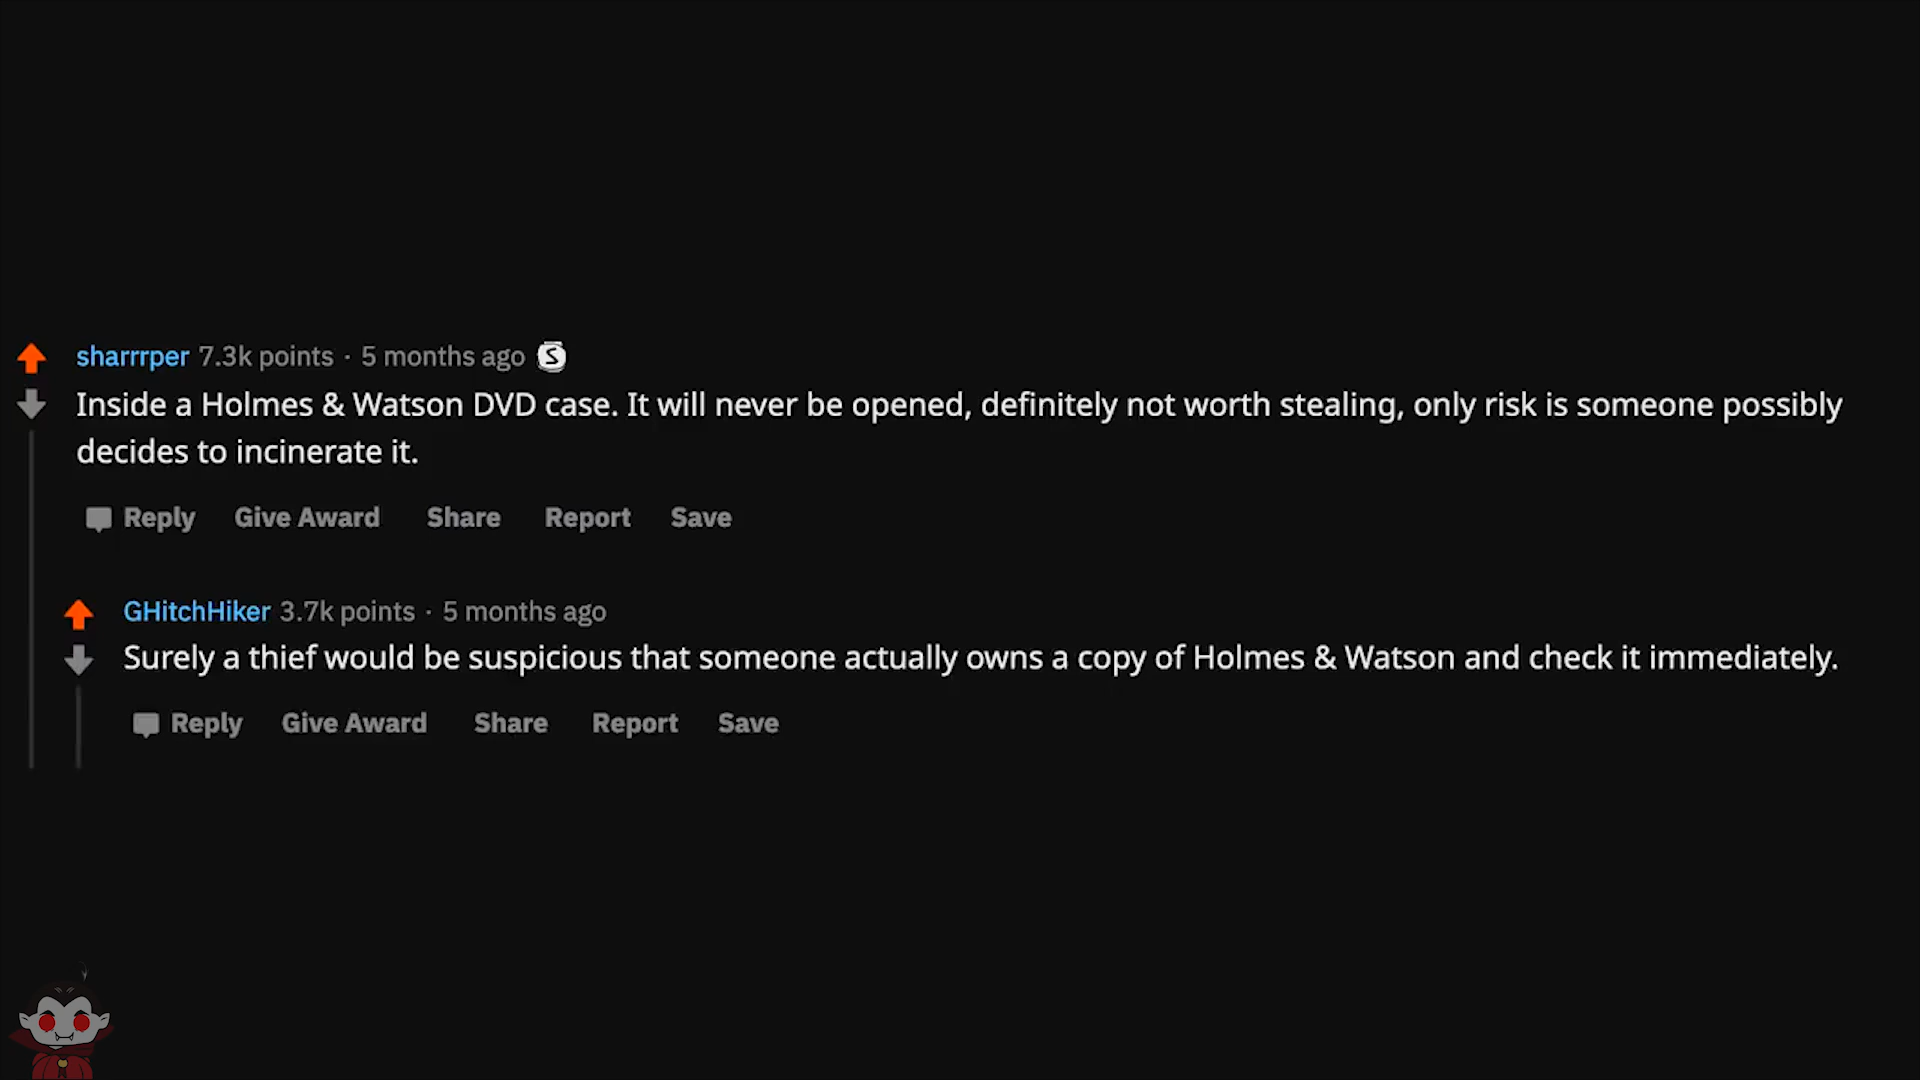 sharrrper 7.3k points · 5 months ago S
Inside a Holmes & Watson DVD case. It will never be opened, definitely not worth stealing, only risk is someone possibly
decides to incinerate it.
Reply Give Award Share Report Save
GHitchHiker 3.7k points · 5 months ago
Surely a thief would be suspicious that someone actually owns a copy of Holmes & Watson and check it immediately.
Reply Give Award Share Report Save